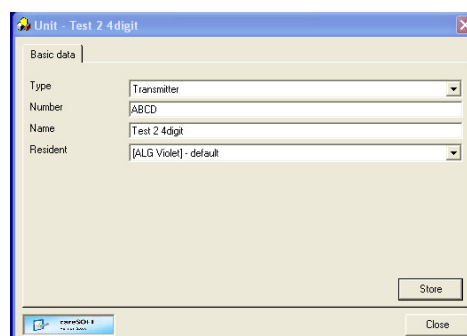 Unit - Test 2 4digit
Basic data
Type Transmitter
Number ABCD
Name Test 2 4digit
Resident [ALG Violet] - default
Store
careSOFT
Close